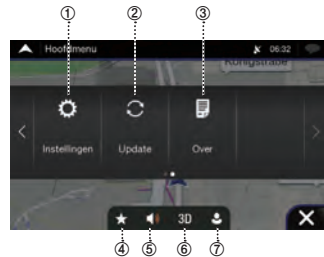 ① ② ③
Hoofdmenu 06:32
Königstraße
Instellingen Update Over
3D
④ ⑤ ⑥ ⑦